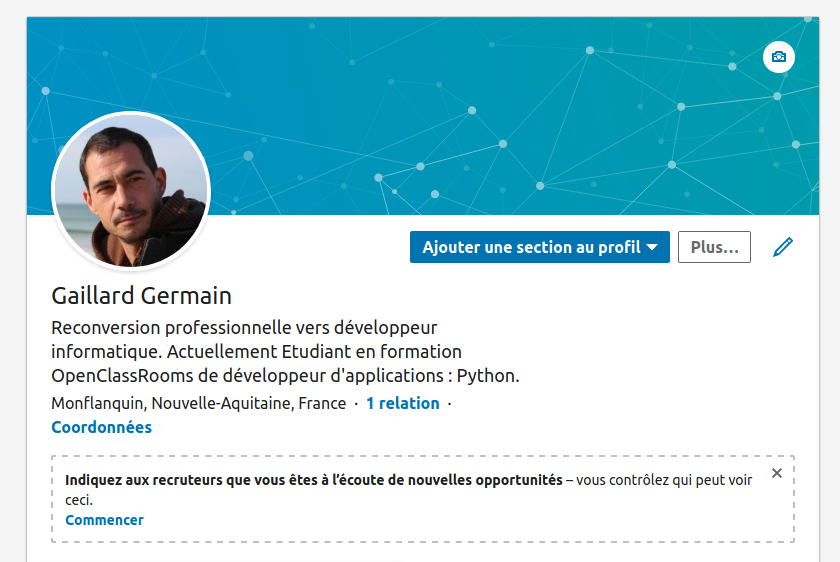 Ajouter une section au profil
Plus...
Gaillard Germain
Reconversion professionnelle vers développeur
informatique. Actuellement Etudiant en formation
OpenClassRooms de développeur d'applications : Python.
Monflanquin, Nouvelle-Aquitaine, France · 1 relation ·
Coordonnées
Indiquez aux recruteurs que vous êtes à l’écoute de nouvelles opportunités – vous contrôlez qui peut voir
ceci.
Commencer